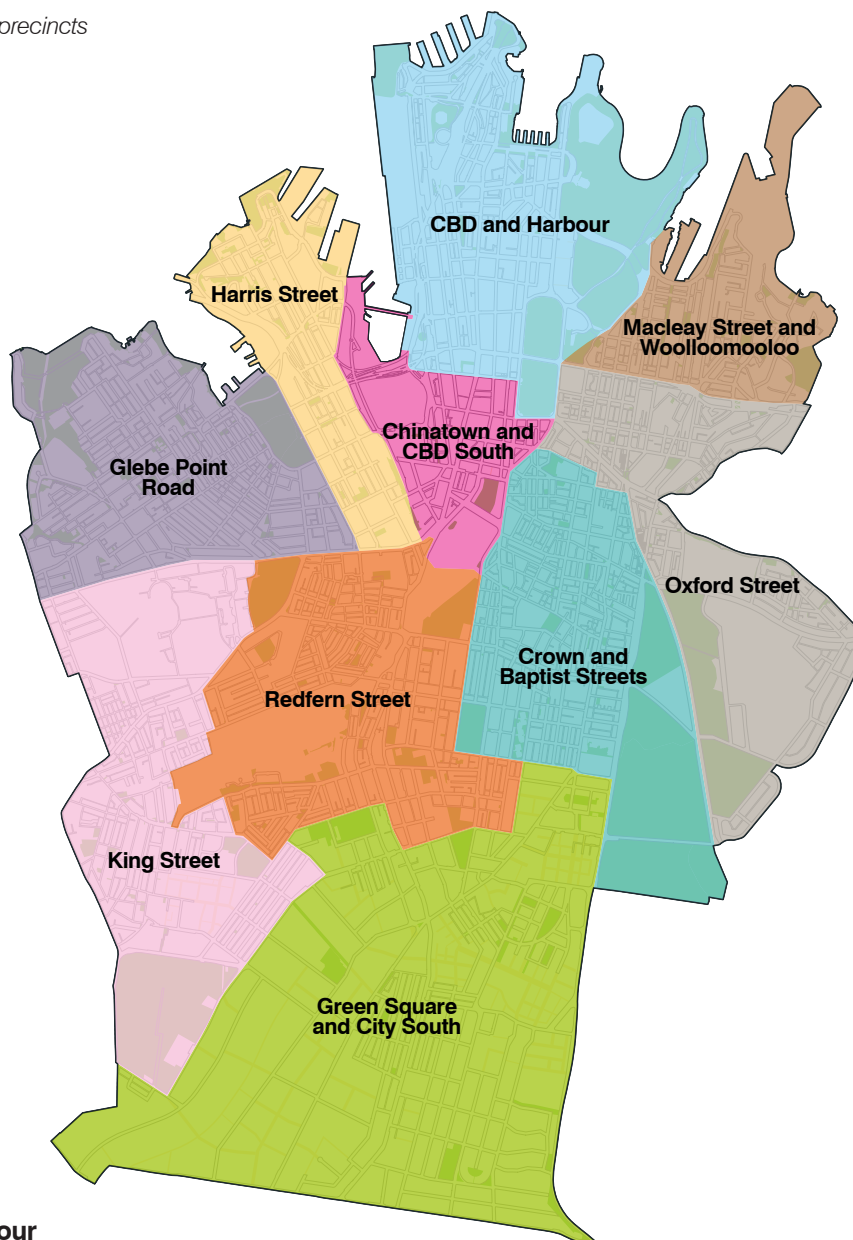 precincts
CBD and Harbour
Harris Street
Macleay Street and
Woolloomooloo
Chinatown and
CBD South
Glebe Point
Road
Oxford Street
Crown and
Baptist Streets
Redfern Street
King Street
Green Square
and City South
our